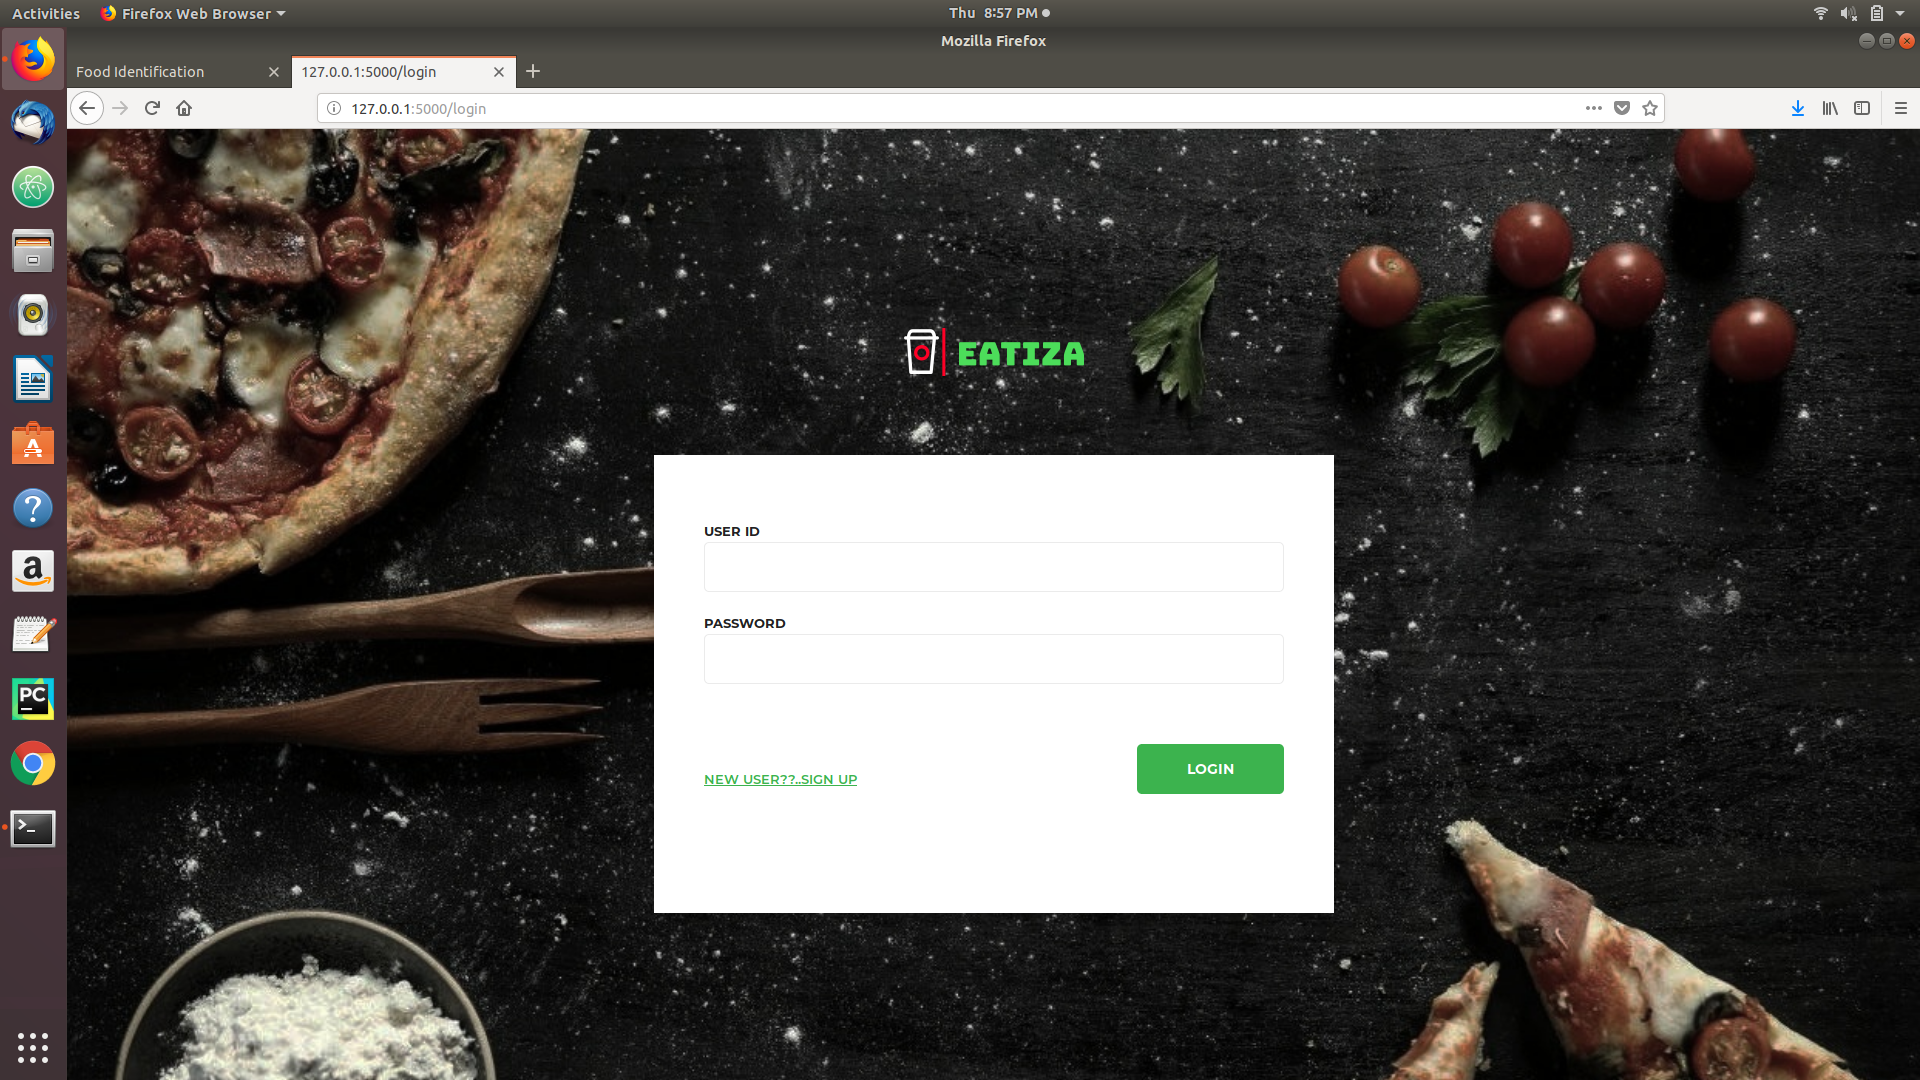 Activities Firefox Web Browser Thu 8:57 PM
Mozilla Firefox
Food Identification 127.0.0.1:5000/login
127.0.0.1:5000/login
EATIZA
USER ID
PASSWORD
NEW USER??..SIGN UP
LOGIN
A
?
a
PC
>_